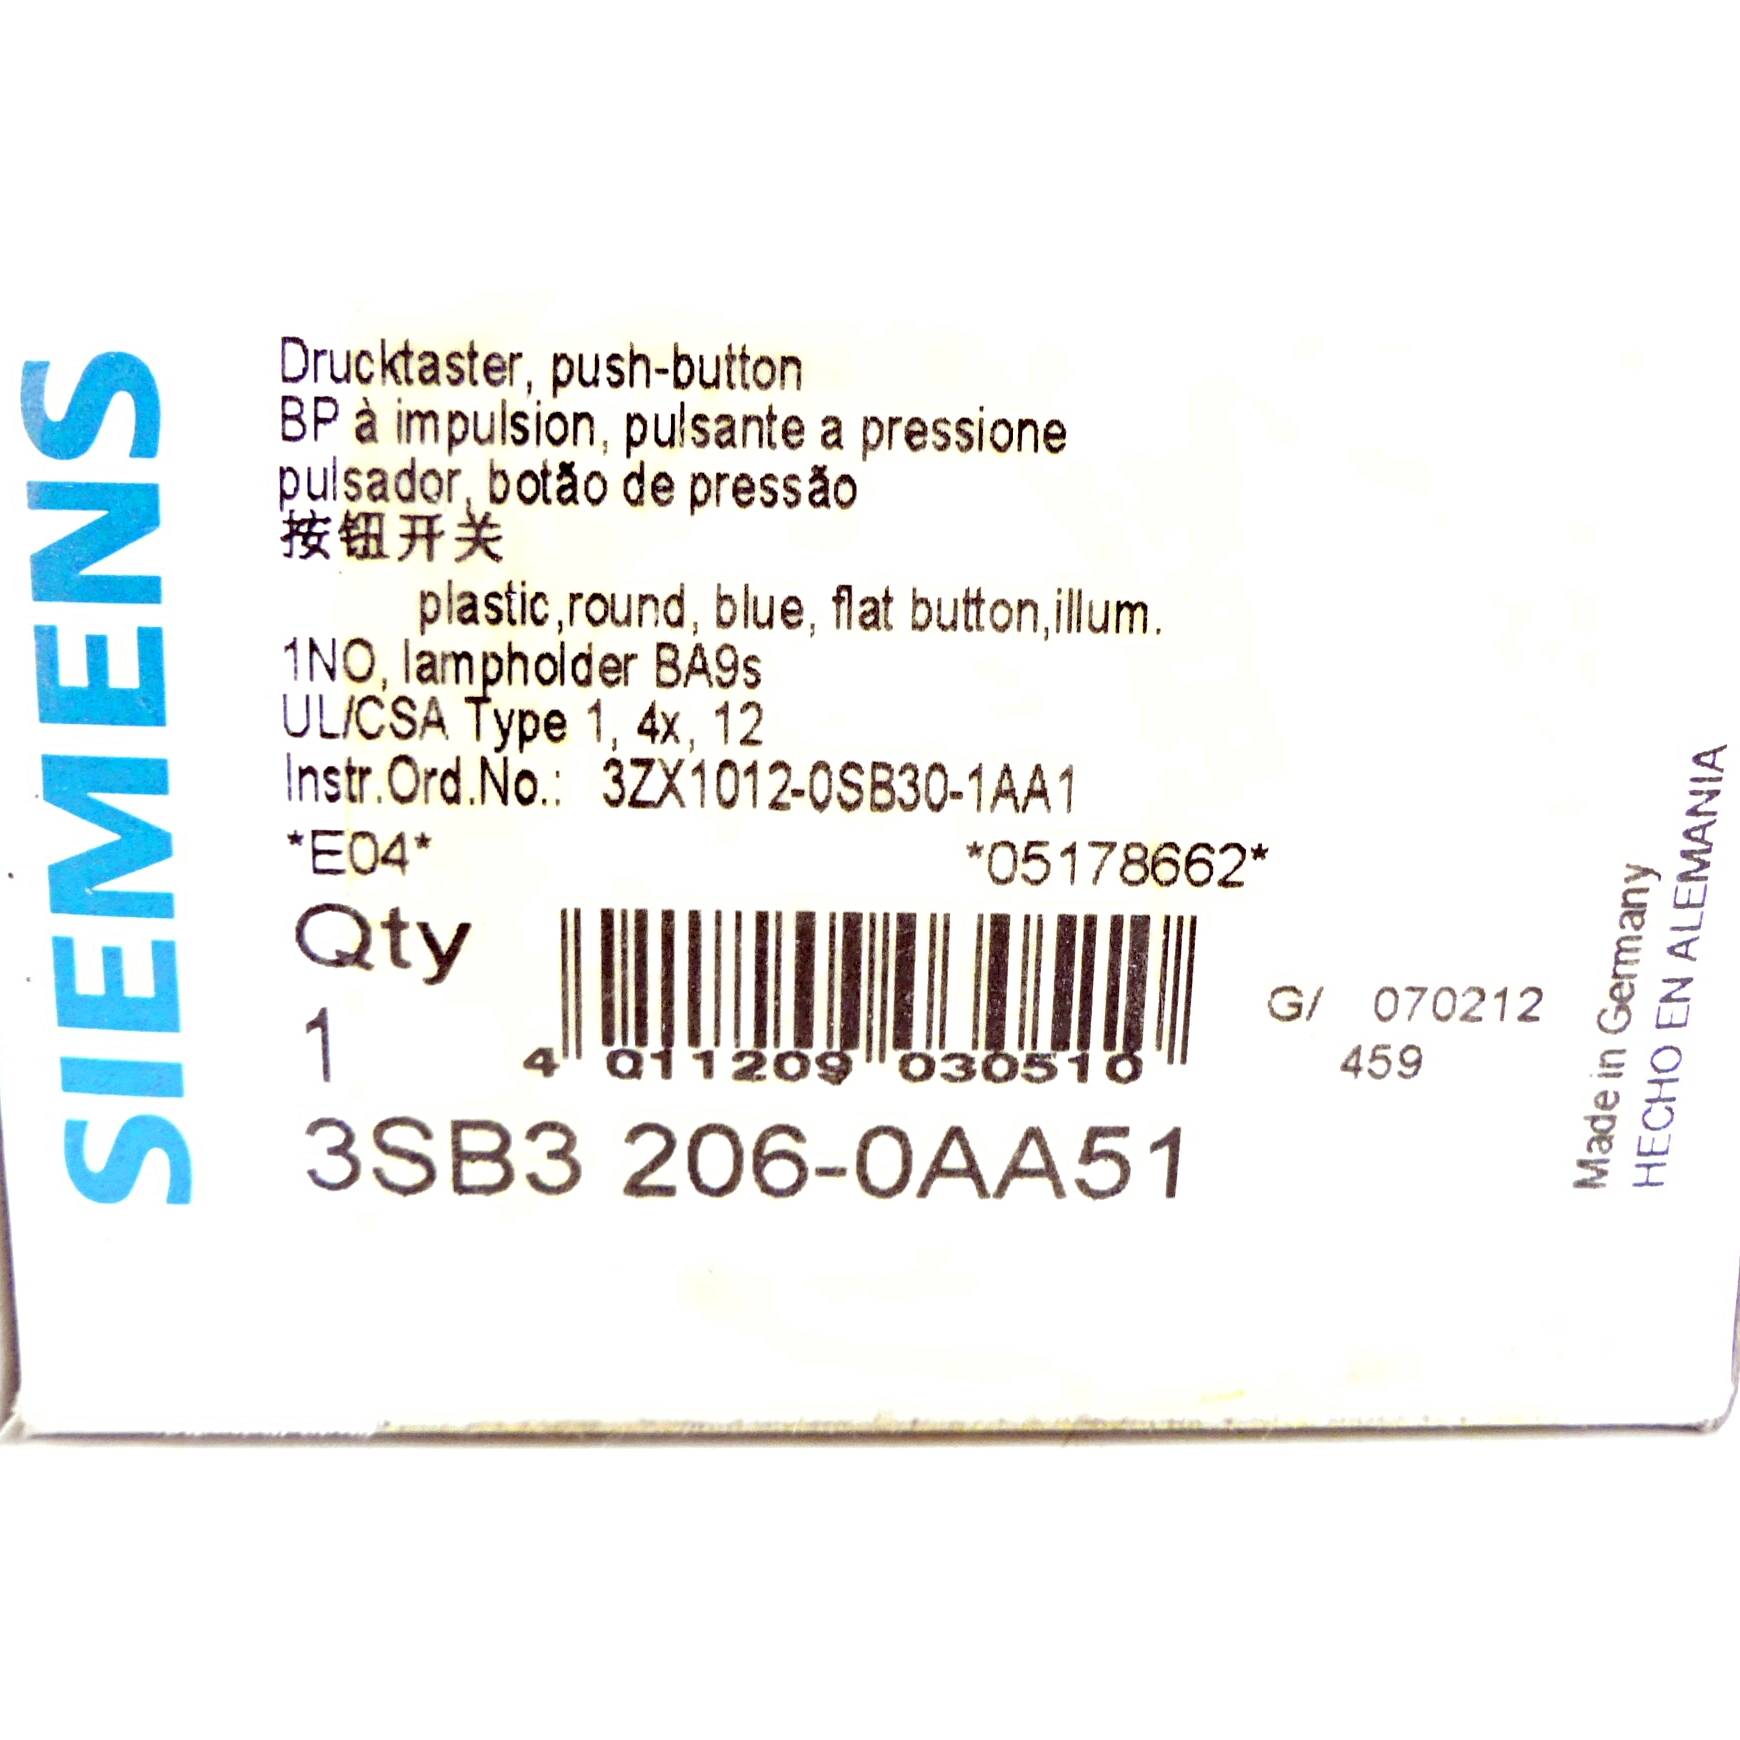 SIEMENS
Drucktaster, push-button
BP à impulsion, pulsante a pressione
pulsador, botão de pressão
按钮开关
plastic,round, blue, flat button,illum.
1NO, lampholder BA9s
UL/CSA Type 1, 4x, 12
Instr.Ord.No.: 3ZX1012-0SB30-1AA1
*E04* *05178662*
Qty
1
4 011209 030510
G/ 070212
459
3SB3 206-0AA51
Made in Germany
HECHO EN ALEMANIA